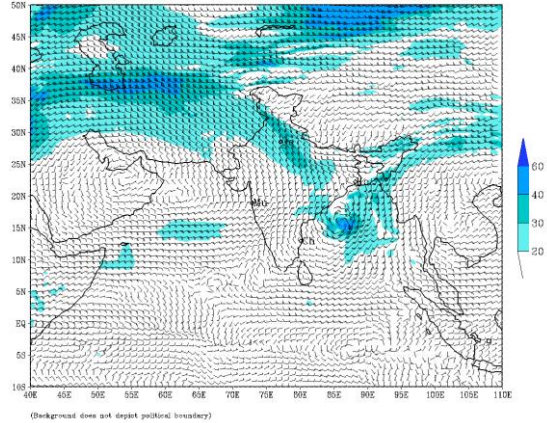 50N
45N
40N
35N
30N
25N
20N
15N
10N
5N
5S
10S
Mu
Ch
60
40
30
20
40E 45E 50E 55E 60E 65E 70E 75E 80E 85E 90E 95E 100E 105E 110E
(Background does not depict political boundary)